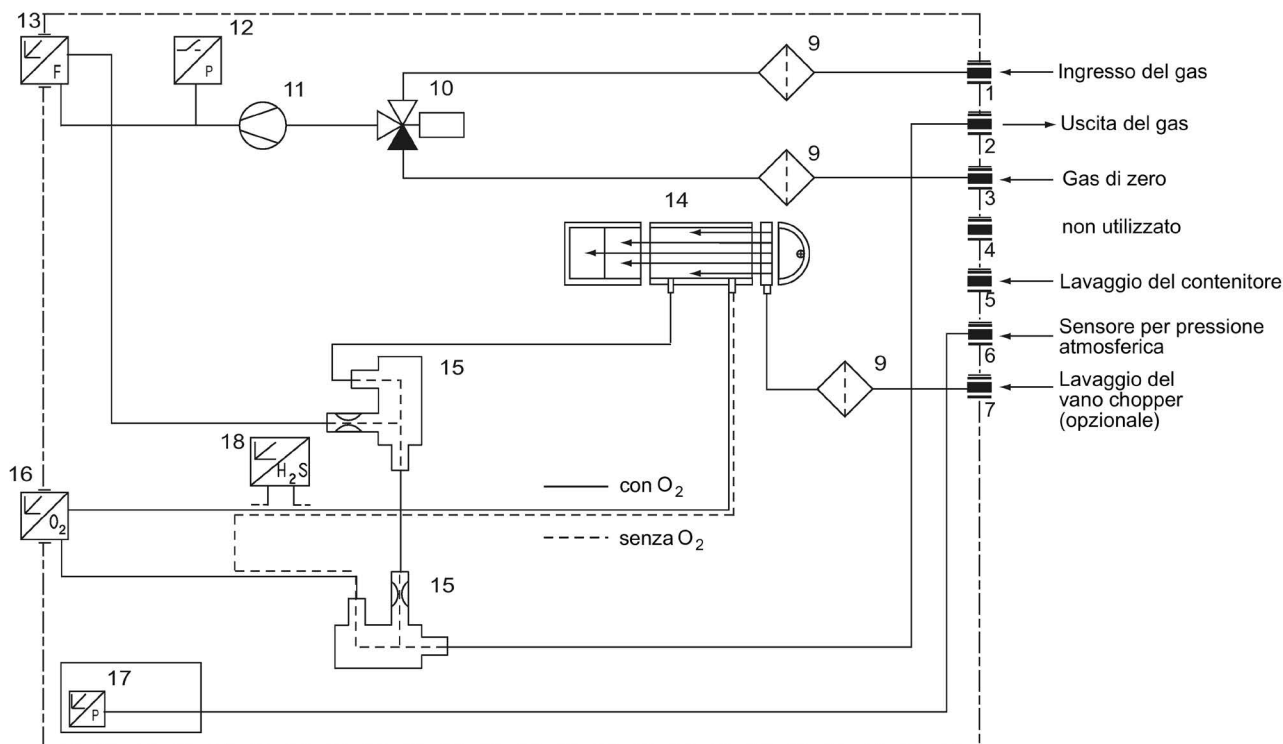 13
12
F
P
11
10
9
1
Ingresso del gas
2
Uscita del gas
9
3
Gas di zero
14
4
non utilizzato
5
Lavaggio del contenitore
6
Sensore per pressione
atmosferica
15
9
7
Lavaggio del
vano chopper
(opzionale)
18
H2S
16
O2
con O2
senza O2
15
17
P